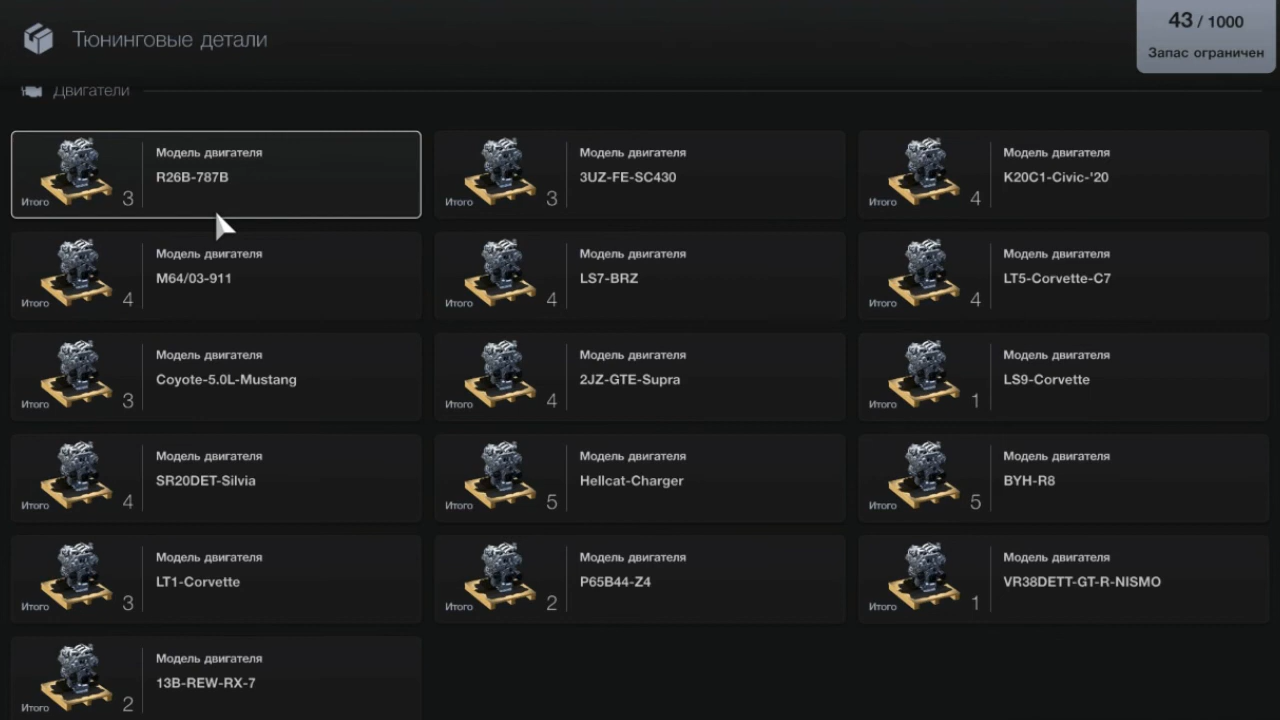 Тюнинговые детали
43 / 1000
Запас ограничен
Двигатели
Модель двигателя
R26B-787B
Итого 3
Модель двигателя
3UZ-FE-SC430
Итого 3
Модель двигателя
K20C1-Civic-'20
Итого 4
Модель двигателя
M64/03-911
Итого 4
Модель двигателя
LS7-BRZ
Итого 4
Модель двигателя
LT5-Corvette-C7
Итого 4
Модель двигателя
Coyote-5.0L-Mustang
Итого 3
Модель двигателя
2JZ-GTE-Supra
Итого 4
Модель двигателя
LS9-Corvette
Итого 1
Модель двигателя
SR20DET-Silvia
Итого 4
Модель двигателя
Hellcat-Charger
Итого 5
Модель двигателя
BYH-R8
Итого 5
Модель двигателя
LT1-Corvette
Итого 3
Модель двигателя
P65B44-Z4
Итого 2
Модель двигателя
VR38DETT-GT-R-NISMO
Итого 1
Модель двигателя
13B-REW-RX-7
Итого 2